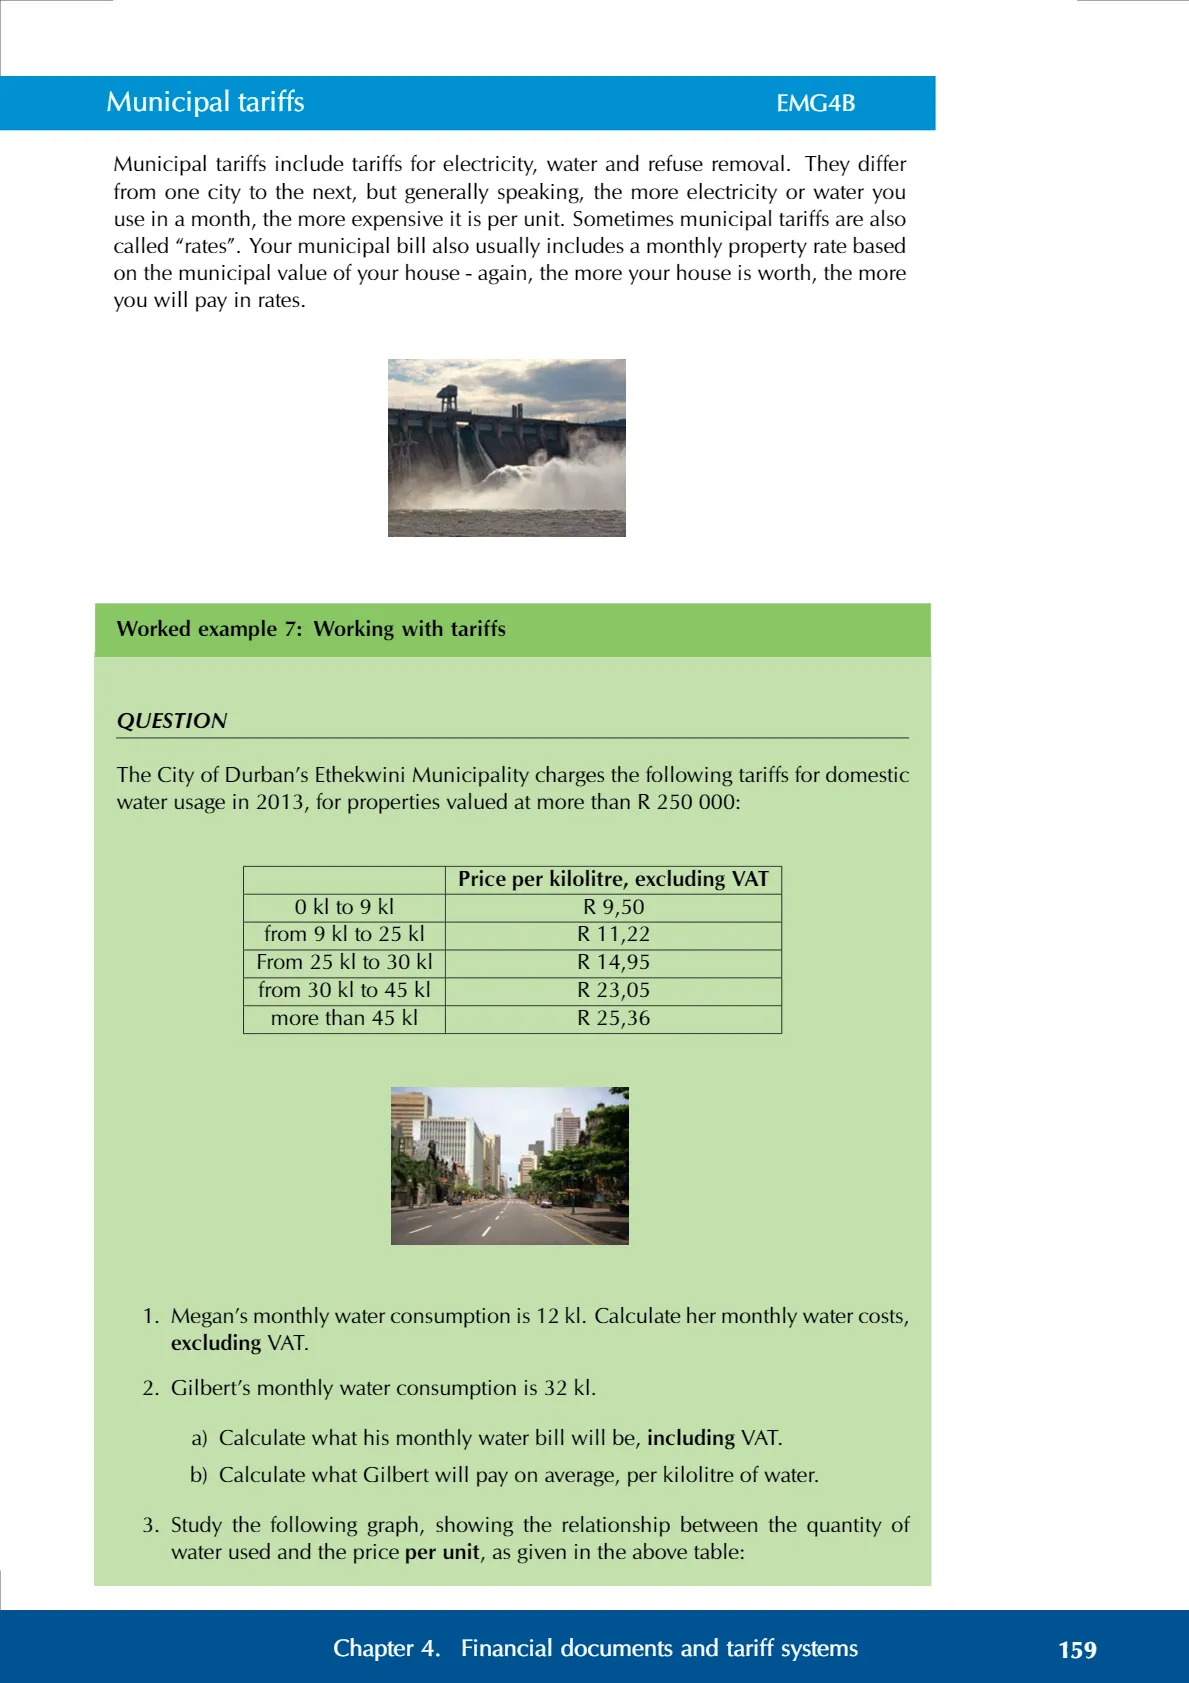 Municipal tariffs EMG4B
Municipal tariffs include tariffs for electricity, water and refuse removal. They differ
from one city to the next, but generally speaking, the more electricity or water you
use in a month, the more expensive it is per unit. Sometimes municipal tariffs are also
called “rates”. Your municipal bill also usually includes a monthly property rate based
on the municipal value of your house - again, the more your house is worth, the more
you will pay in rates.
Worked example 7: Working with tariffs
QUESTION
The City of Durban’s Ethekwini Municipality charges the following tariffs for domestic
water usage in 2013, for properties valued at more than R 250 000:
Price per kilolitre, excluding VAT
0 kl to 9 kl R 9,50
from 9 kl to 25 kl R 11,22
From 25 kl to 30 kl R 14,95
from 30 kl to 45 kl R 23,05
more than 45 kl R 25,36
1. Megan’s monthly water consumption is 12 kl. Calculate her monthly water costs,
excluding VAT.
2. Gilbert’s monthly water consumption is 32 kl.
a) Calculate what his monthly water bill will be, including VAT.
b) Calculate what Gilbert will pay on average, per kilolitre of water.
3. Study the following graph, showing the relationship between the quantity of
water used and the price per unit, as given in the above table:
Chapter 4. Financial documents and tariff systems 159